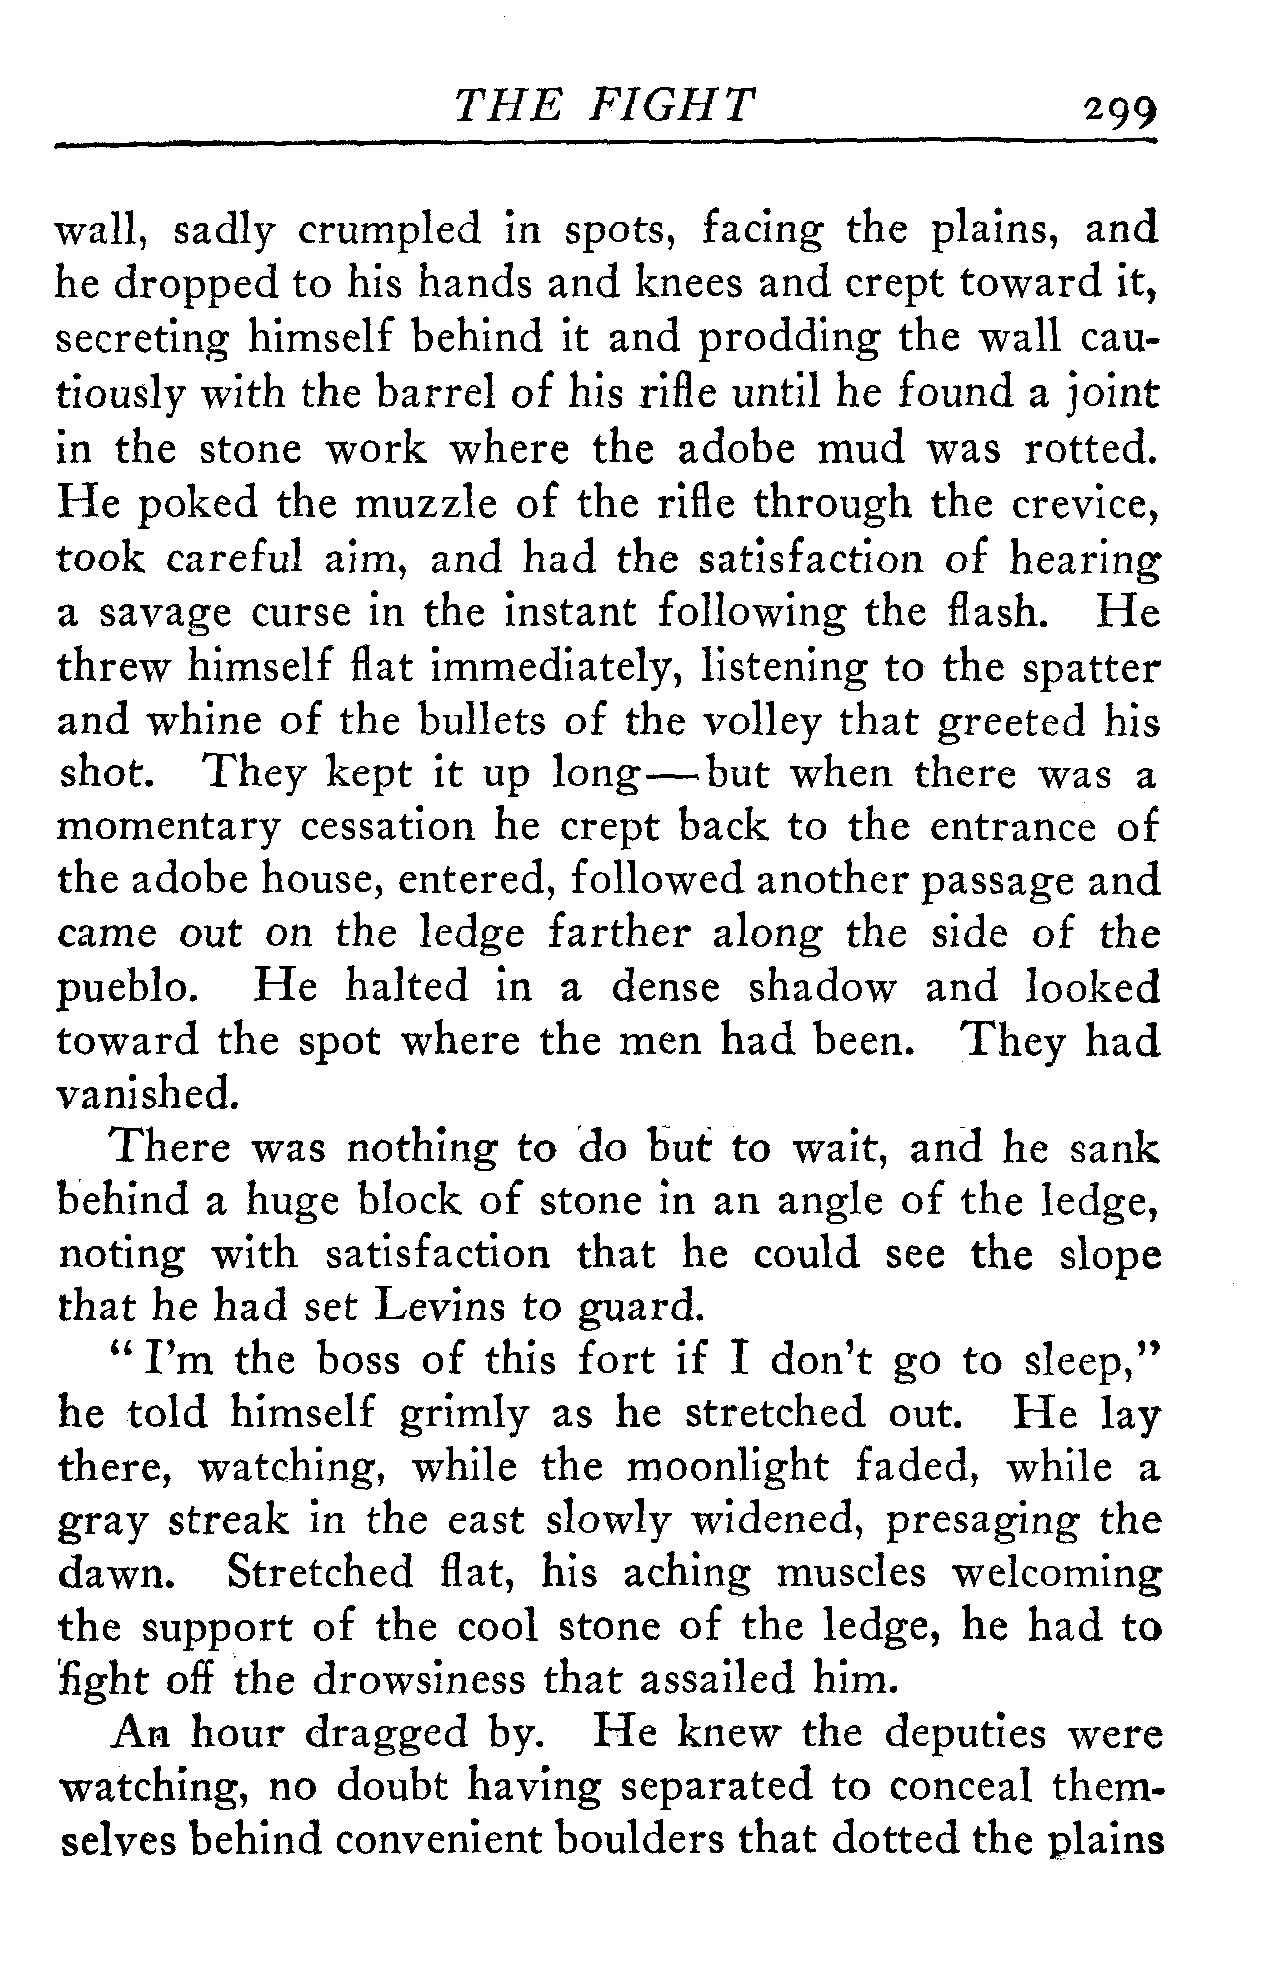 THE FIGHT 299
wall, sadly crumpled in spots, facing the plains, and
he dropped to his hands and knees and crept toward it,
secreting himself behind it and prodding the wall cau-
tiously with the barrel of his rifle until he found a joint
in the stone work where the adobe mud was rotted.
He poked the muzzle of the rifle through the crevice,
took careful aim, and had the satisfaction of hearing
a savage curse in the instant following the flash. He
threw himself flat immediately, listening to the spatter
and whine of the bullets of the volley that greeted his
shot. They kept it up long—but when there was a
momentary cessation he crept back to the entrance of
the adobe house, entered, followed another passage and
came out on the ledge farther along the side of the
pueblo. He halted in a dense shadow and looked
toward the spot where the men had been. They had
vanished.
There was nothing to do but to wait, and he sank
behind a huge block of stone in an angle of the ledge,
noting with satisfaction that he could see the slope
that he had set Levins to guard.
“I’m the boss of this fort if I don’t go to sleep,”
he told himself grimly as he stretched out. He lay
there, watching, while the moonlight faded, while a
gray streak in the east slowly widened, presaging the
dawn. Stretched flat, his aching muscles welcoming
the support of the cool stone of the ledge, he had to
fight off the drowsiness that assailed him.
An hour dragged by. He knew the deputies were
watching, no doubt having separated to conceal them-
selves behind convenient boulders that dotted the plains